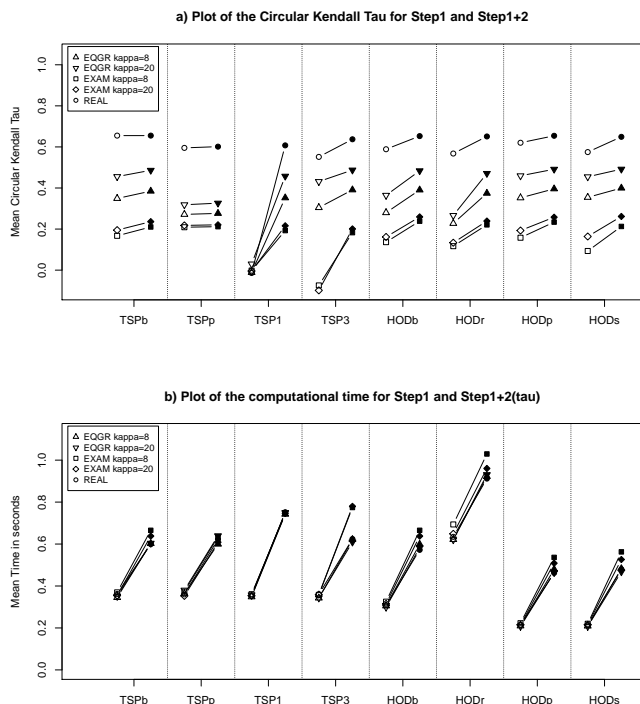 a) Plot of the Circular Kendall Tau for Step1 and Step1+2
EQGR kappa=8
EQGR kappa=20
EXAM kappa=8
EXAM kappa=20
REAL
Mean Circular Kendall Tau
1.0
0.8
0.6
0.4
0.2
0.0
TSPb TSPp TSP1 TSP3 HODb HODr HODp HODs
b) Plot of the computational time for Step1 and Step1+2(tau)
EQGR kappa=8
EQGR kappa=20
EXAM kappa=8
EXAM kappa=20
REAL
Mean Time in seconds
1.0
0.8
0.6
0.4
0.2
0.0
TSPb TSPp TSP1 TSP3 HODb HODr HODp HODs